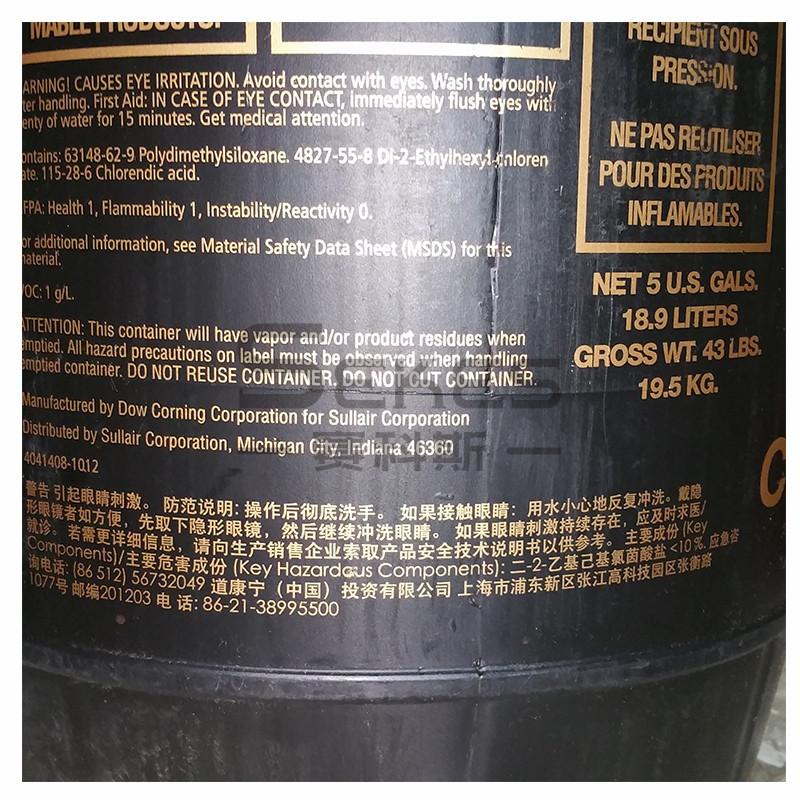 MABLE PRODUCTS.
RECIPIENT SOUS
PRESSION.
NE PAS REUTILISER
POUR DES PRODUITS
INFLAMABLES.
ARNING! CAUSES EYE IRRITATION. Avoid contact with eyes. Wash thoroughly
ter handling. First Aid: IN CASE OF EYE CONTACT, immediately flush eyes with
enty of water for 15 minutes. Get medical attention.
ontains: 63148-62-9 Polydimethylsiloxane. 4827-55-8 Di-2-Ethylhexyl-chloren
ate. 115-28-6 Chlorendic acid.
FPA: Health 1, Flammability 1, Instability/Reactivity 0.
or additional information, see Material Safety Data Sheet (MSDS) for this
material.
VOC: 1 g/L.
NET 5 U.S. GALS.
18.9 LITERS
GROSS WT. 43 LBS.
19.5 KG.
ATTENTION: This container will have vapor and/or product residues when
emptied. All hazard precautions on label must be observed when handling
emptied container. DO NOT REUSE CONTAINER. DO NOT CUT CONTAINER.
Manufactured by Dow Corning Corporation for Sullair Corporation
Distributed by Sullair Corporation, Michigan City, Indiana 46360
4041408-1012
赛科斯
警告 引起眼睛刺激。 防范说明: 操作后彻底洗手。 如果接触眼睛: 用水小心地反复冲洗。戴隐
形眼镜者如方便，先取下隐形眼镜，然后继续冲洗眼睛。 如果眼睛刺激持续存在，应及时求医/
就诊。若需更详细信息，请向生产销售企业索取产品安全技术说明书以供参考。 主要成份 (Key
Components)/主要危害成份 (Key Hazardous Components): 二-2-乙基己基氯茵酸盐 <10%. 应急咨
询电话: (86 512) 56732049 道康宁（中国）投资有限公司 上海市浦东新区张江高科技园区张衡路
1077号 邮编201203 电 话: 86-21-38995500